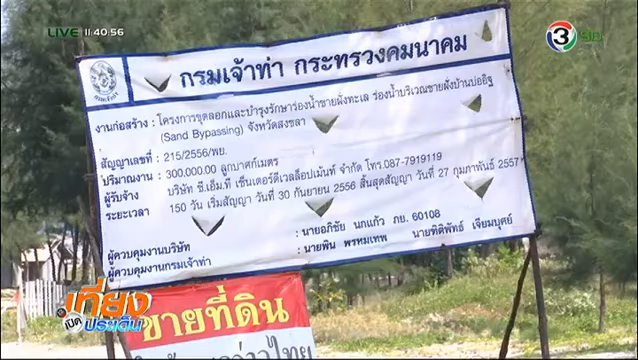 LIVE 11:40:56
3
กรมเจ้าท่า กระทรวงคมนาคม
งานก่อสร้าง : โครงการขุดลอกและบำรุงรักษาร่องน้ำชายฝั่งทะเล ร่องน้ำบริเวณชายฝั่งบ้านบ่ออิฐ
(Sand Bypassing) จังหวัดสงขลา
สัญญาเลขที่ : 215/2556/พย.
ปริมาณงาน : 300,000.00 ลูกบาศก์เมตร
ผู้รับจ้าง บริษัท ซี.เอ็ม.ที เซ็นเตอร์ดีเวลล็อปเม้นท์ จำกัด โทร.087-7919119
ระยะเวลา 150 วัน เริ่มสัญญา วันที่ 30 กันยายน 2556 สิ้นสุดสัญญา วันที่ 27 กุมภาพันธ์ 2557
ผู้ควบคุมงานบริษัท : นายอภิชัย นกแก้ว ภย. 60108
ผู้ควบคุมงานกรมเจ้าท่า : นายพิน พรหมเทพ นายฑิติพัทธ์ เจียมบุศย์
ขายที่ดิน
เที่ยง
เปิด
ประเด็น